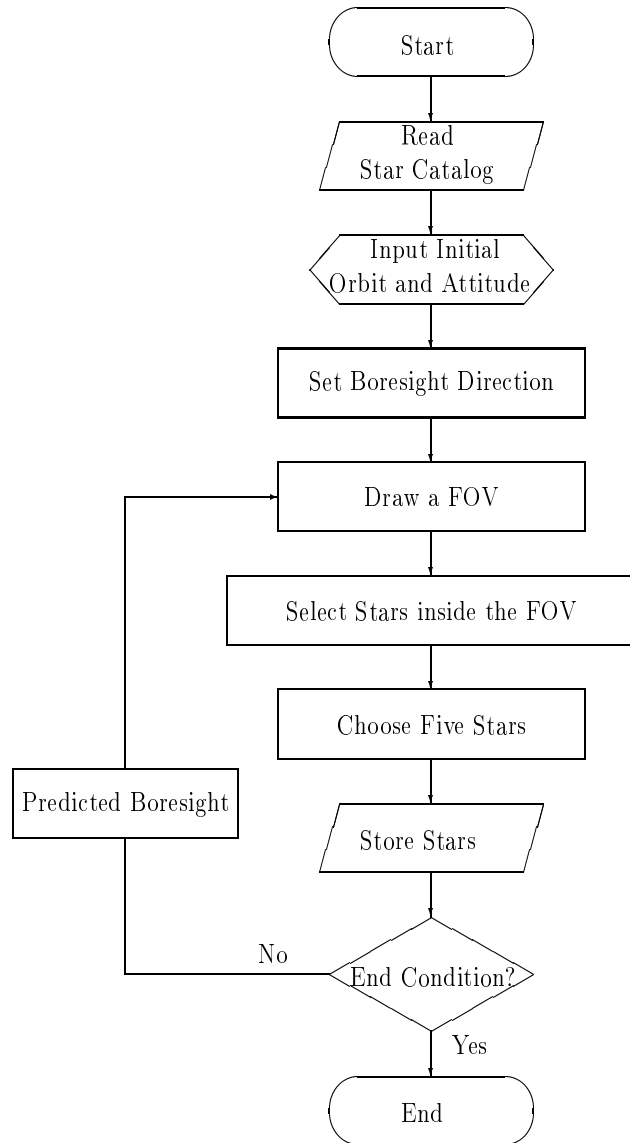 Start
Read
Star Catalog
Input Initial
Orbit and Attitude
Set Boresight Direction
Draw a FOV
Select Stars inside the FOV
Choose Five Stars
Predicted Boresight
Store Stars
No
End Condition?
Yes
End